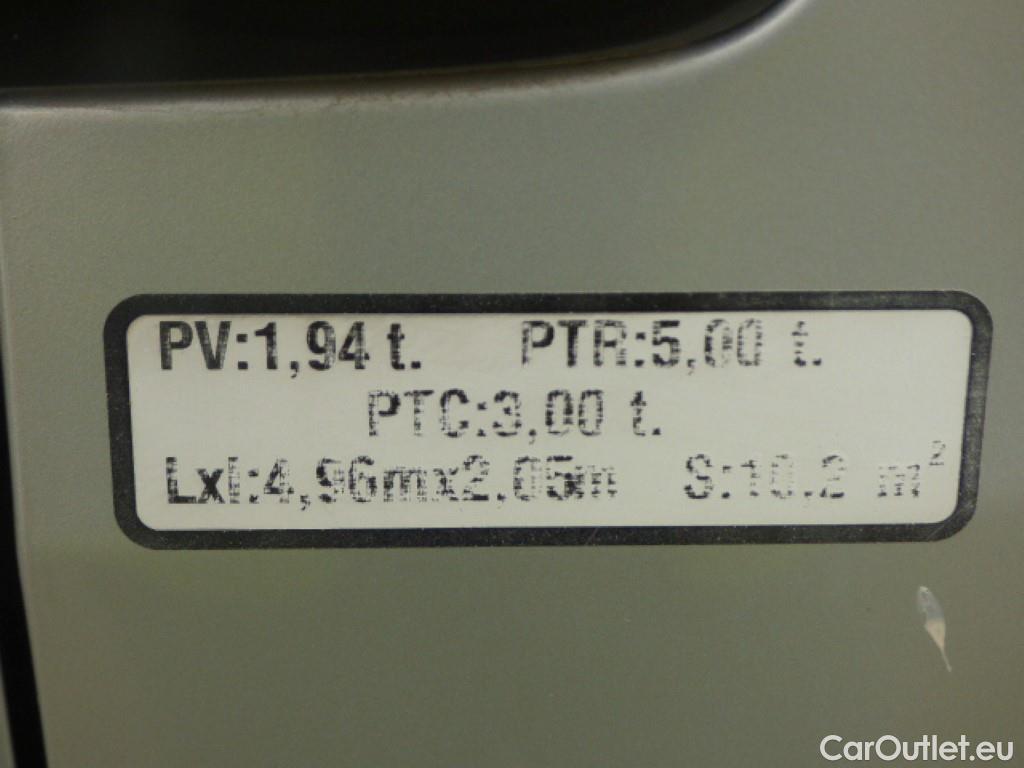 PV:1,94 t. PTR:5,00 t.
PTC:3,00 t.
Lxl:4,96mx2.05m S:10.2 m²
CarOutlet.eu